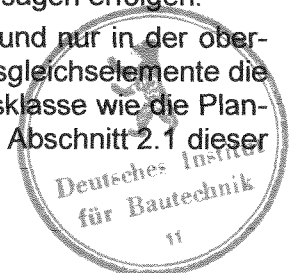 sagen erfolgen.
und nur in der ober-
sgleichselemente die
sklasse wie die Plan-
Abschnitt 2.1 dieser
Deutsches Institut
für Bautechnik
11